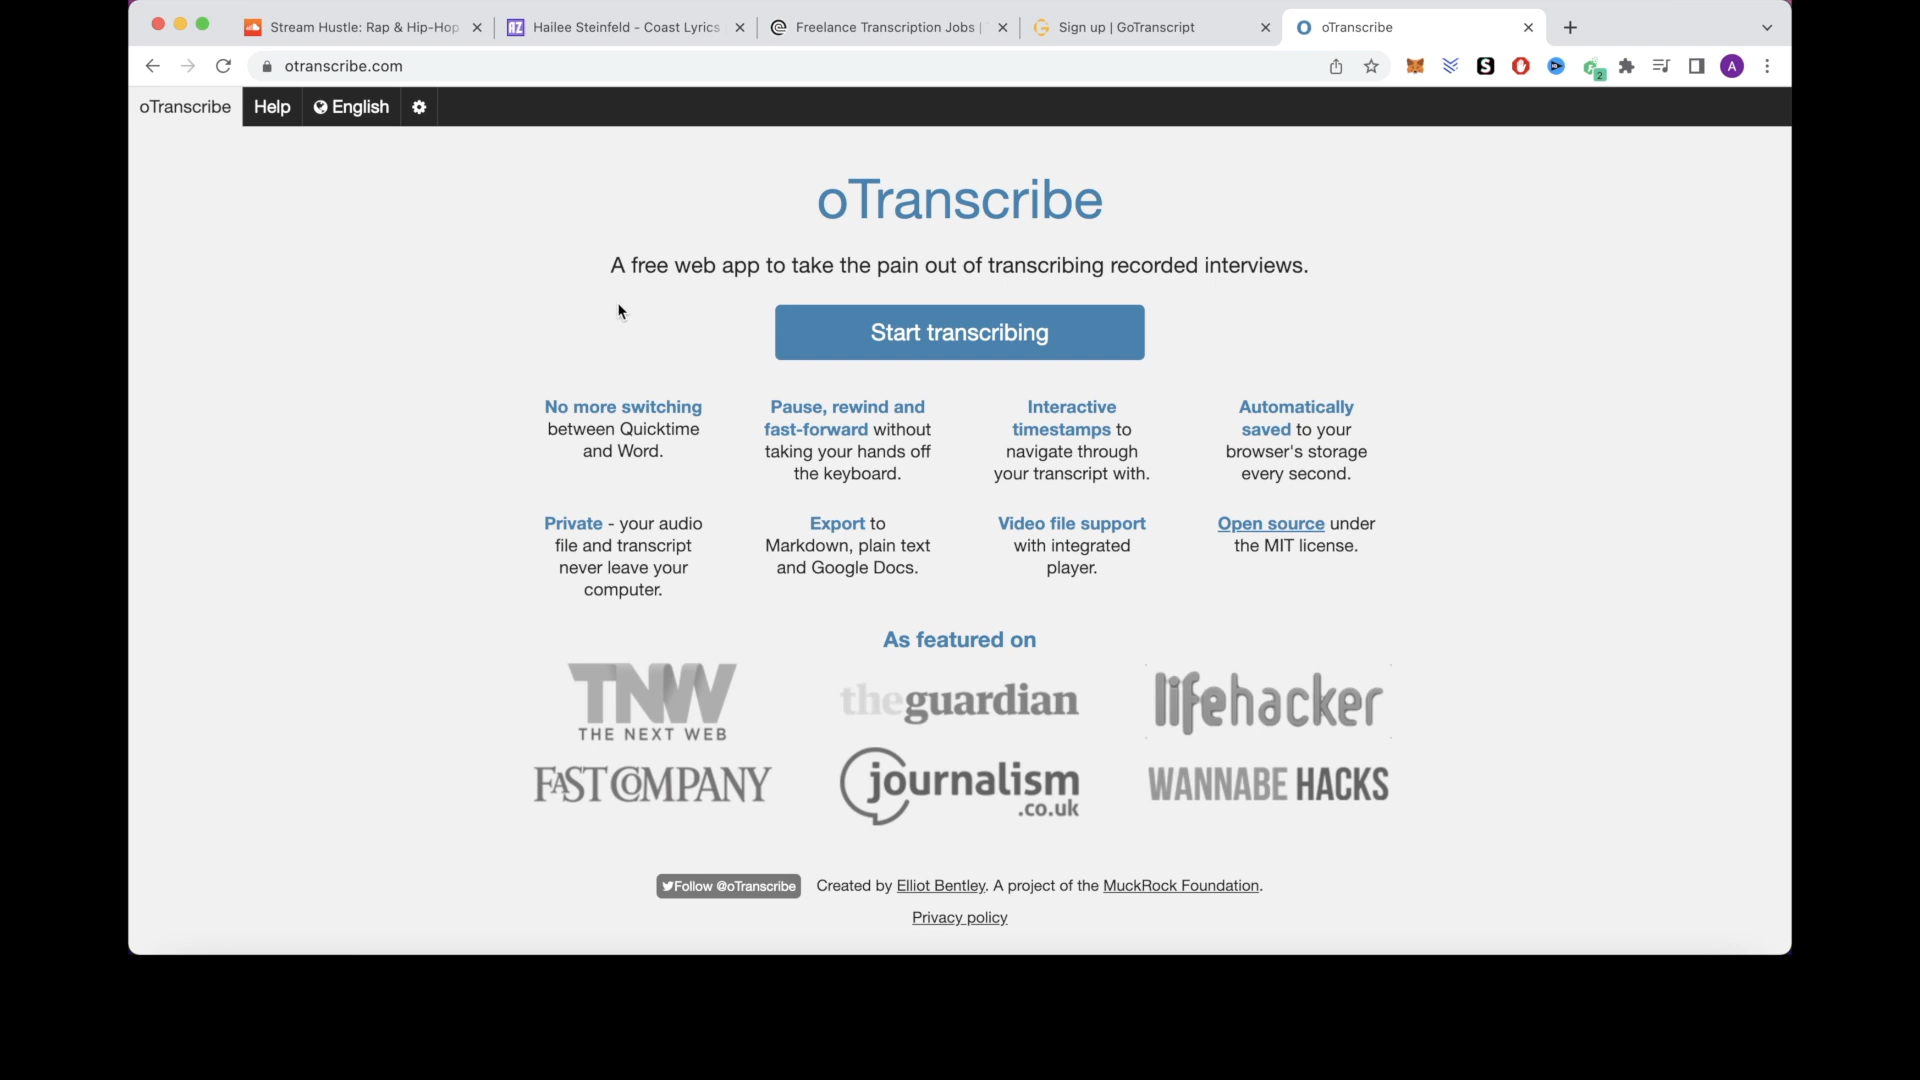 Stream Hustle: Rap & Hip-Hop
AZ
Hailee Steinfeld - Coast Lyrics
Freelance Transcription Jobs |
Sign up | GoTranscript
oTranscribe
otranscribe.com
S
2
A
oTranscribe
Help
English
oTranscribe
A free web app to take the pain out of transcribing recorded interviews.
Start transcribing
No more switching
between Quicktime
and Word.
Pause, rewind and
fast-forward without
taking your hands off
the keyboard.
Interactive
timestamps to
navigate through
your transcript with.
Automatically
saved to your
browser's storage
every second.
Private - your audio
file and transcript
never leave your
computer.
Export to
Markdown, plain text
and Google Docs.
Video file support
with integrated
player.
Open source under
the MIT license.
As featured on
TNW
THE NEXT WEB
theguardian
lifehacker
FAST COMPANY
journalism
.co.uk
WANNABE HACKS
Follow @oTranscribe
Created by Elliot Bentley. A project of the MuckRock Foundation.
Privacy policy